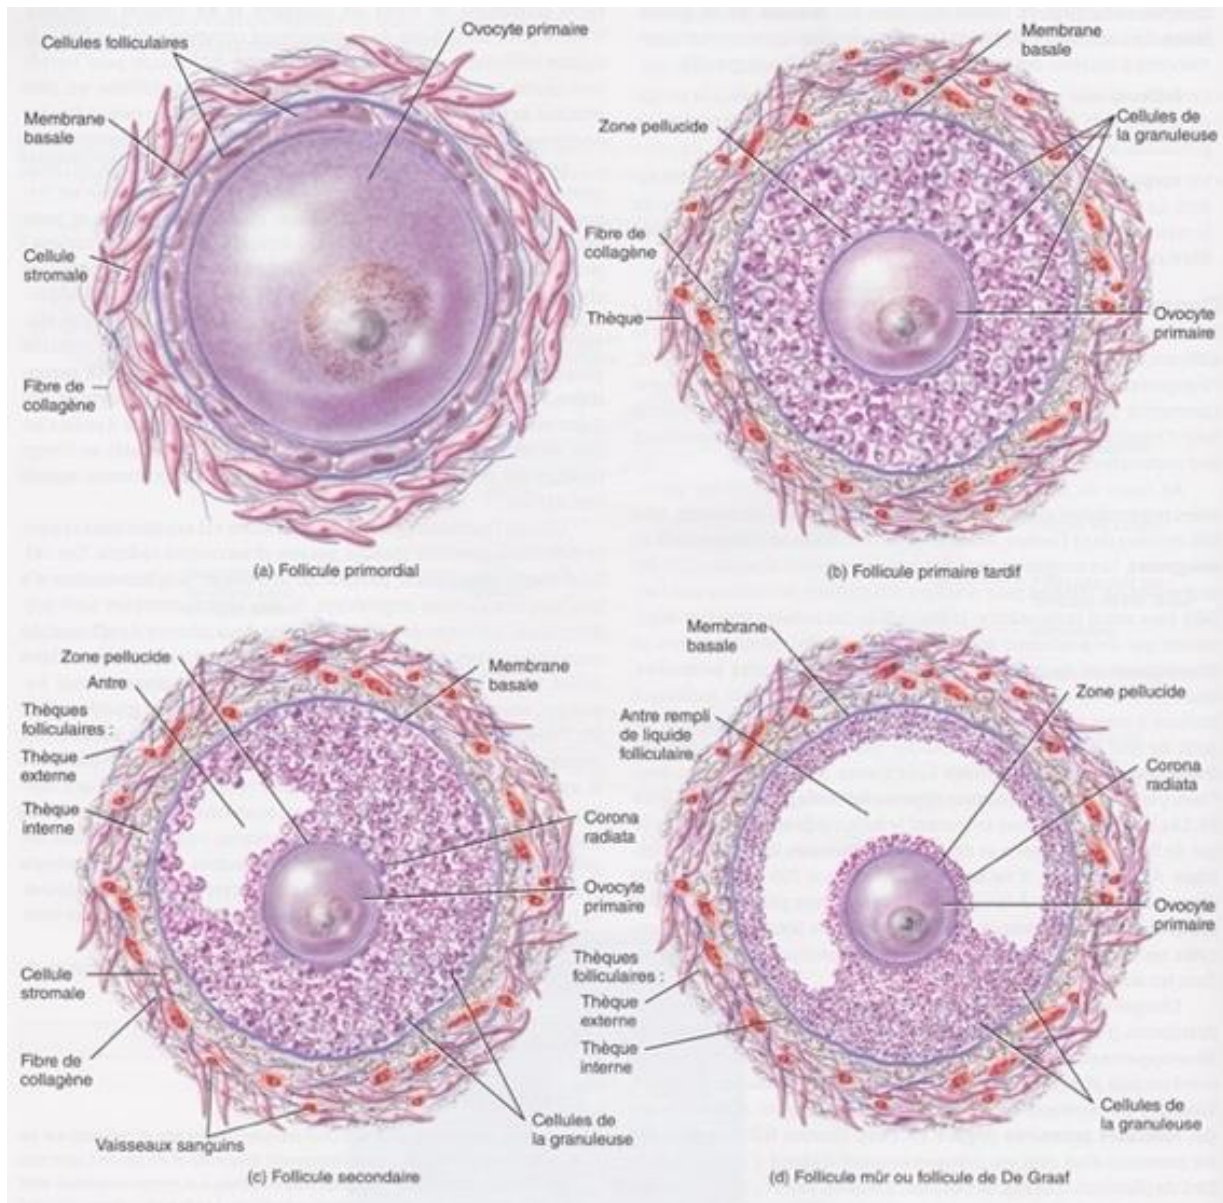 Cellules folliculaires
Ovocyte primaire
Membrane
basale
Cellule
stromale
Fibre de
collagène
(a) Follicule primordial
Membrane
basale
Zone pellucide
Cellules de
la granuleuse
Fibre de
collagène
Thèque
Ovocyte
primaire
(b) Follicule primaire tardif
Zone pellucide
Antre
Membrane
basale
Thèques
folliculaires :
Thèque
externe
Thèque
interne
Corona
radiata
Ovocyte
primaire
Cellule
stromale
Fibre de
collagène
Vaisseaux sanguins
Cellules de
la granuleuse
(c) Follicule secondaire
Membrane
basale
Zone pellucide
Antre rempli
de liquide
folliculaire
Corona
radiata
Ovocyte
primaire
Thèques
folliculaires :
Thèque
externe
Thèque
interne
Cellules de
la granuleuse
(d) Follicule mûr ou follicule de De Graaf